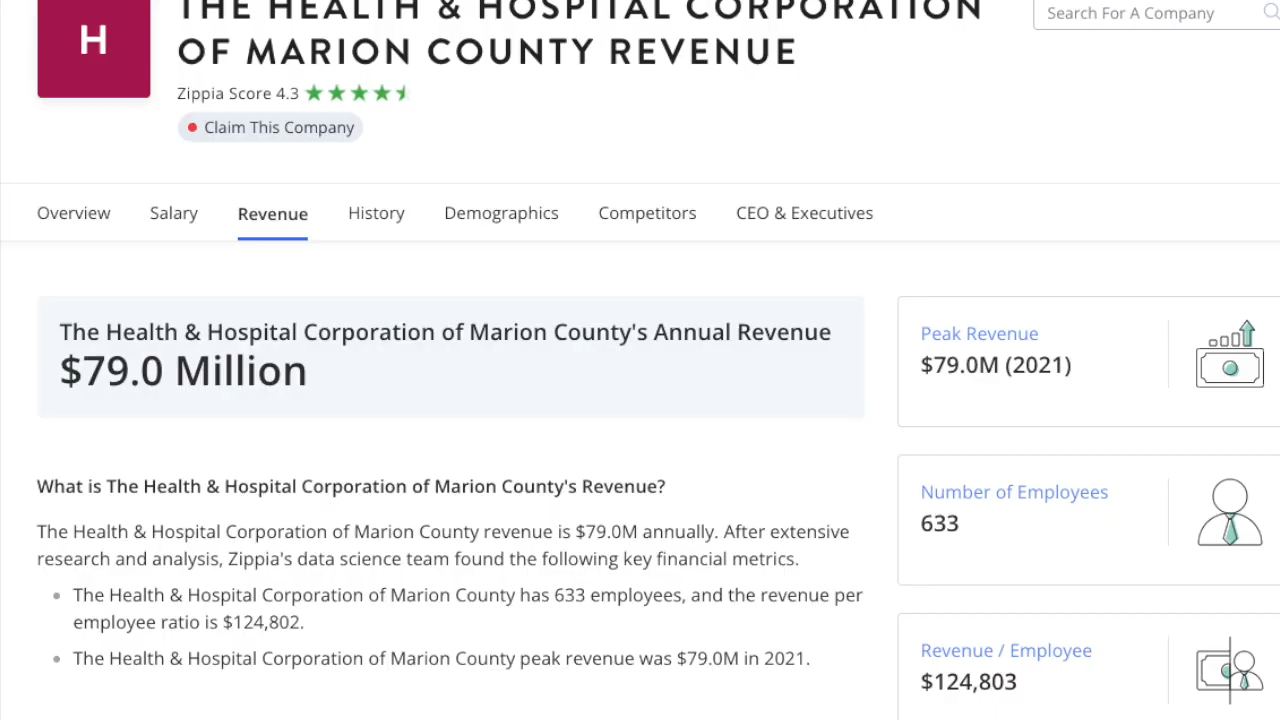 THE HEALTH & HOSPITAL CORPORATION
OF MARION COUNTY REVENUE
H
Search For A Company
Zippia Score 4.3
Claim This Company
Overview
Salary
Revenue
History
Demographics
Competitors
CEO & Executives
The Health & Hospital Corporation of Marion County's Annual Revenue
$79.0 Million
What is The Health & Hospital Corporation of Marion County's Revenue?
The Health & Hospital Corporation of Marion County revenue is $79.0M annually. After extensive
research and analysis, Zippia's data science team found the following key financial metrics.
The Health & Hospital Corporation of Marion County has 633 employees, and the revenue per
employee ratio is $124,802.
The Health & Hospital Corporation of Marion County peak revenue was $79.0M in 2021.
Peak Revenue
$79.0M (2021)
Number of Employees
633
Revenue / Employee
$124,803